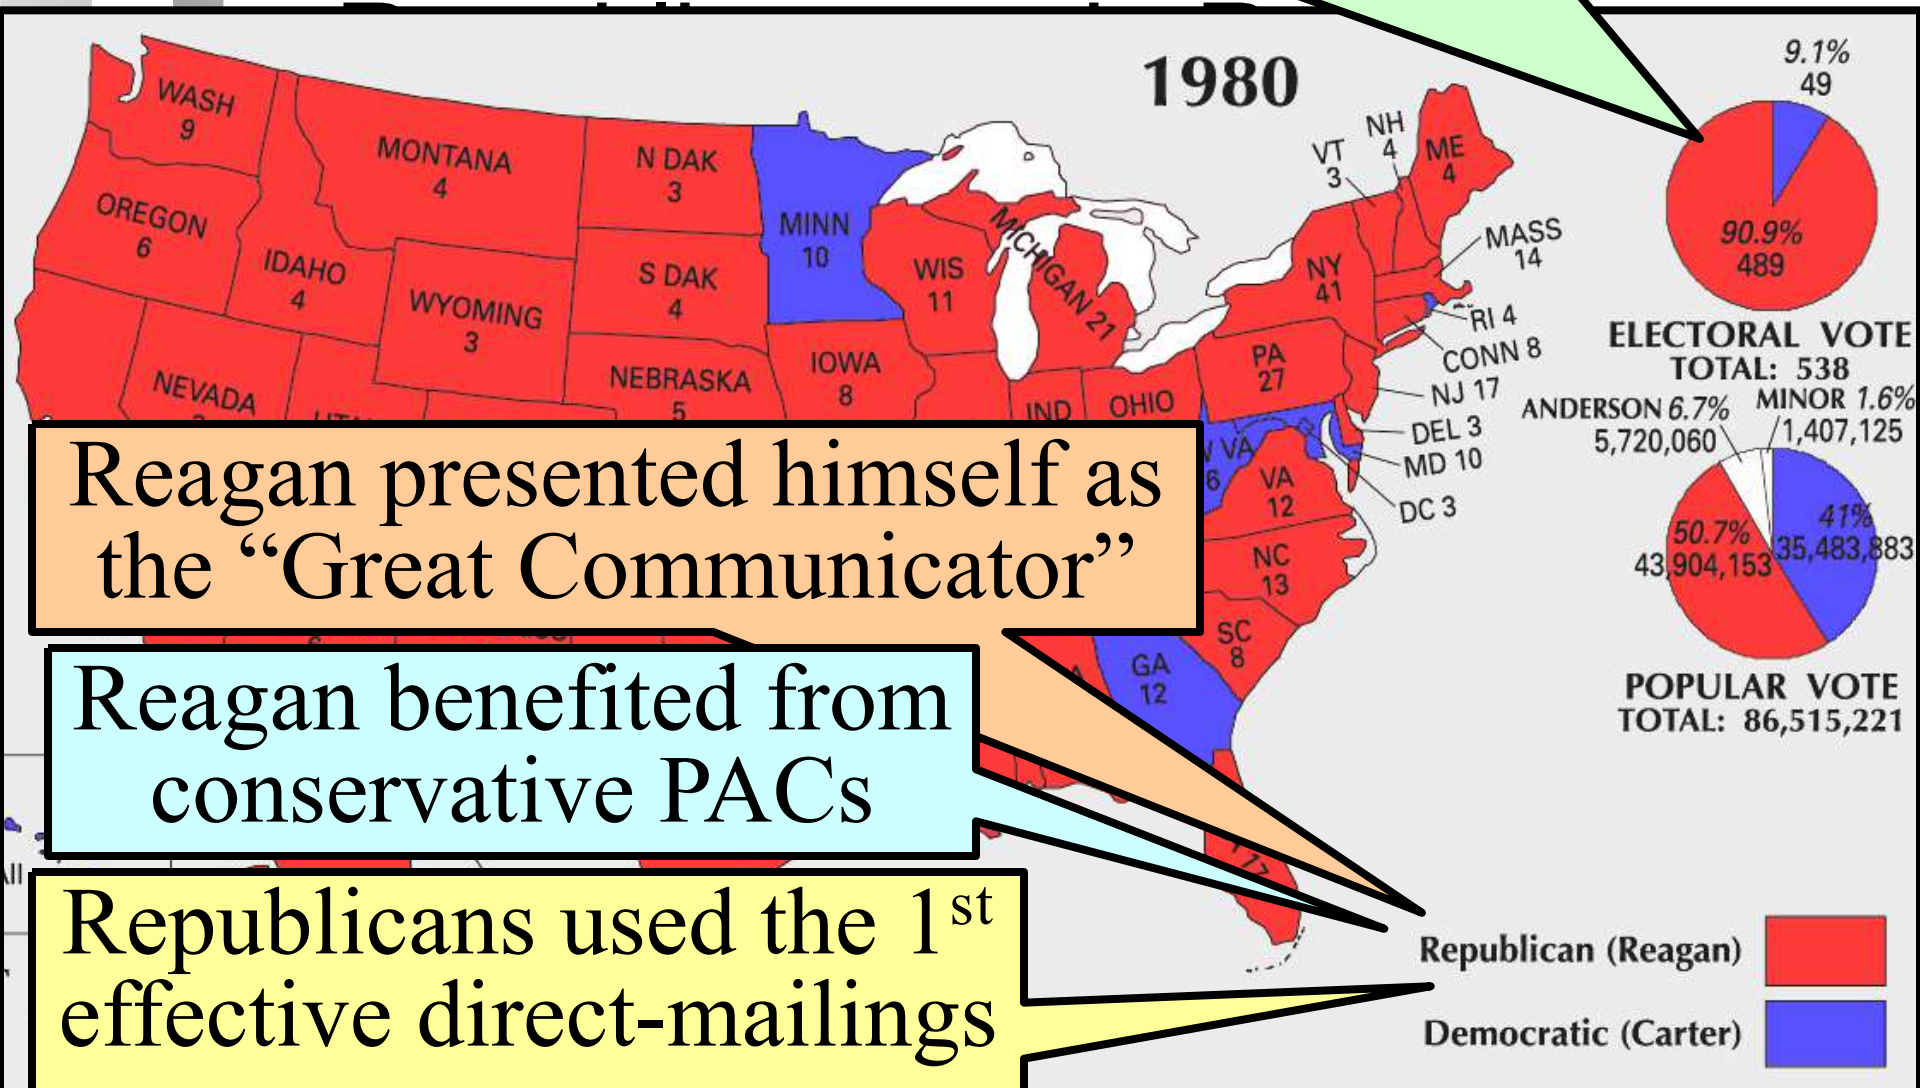 1980
WASH
9
MONTANA
4
N DAK
3
MINN
10
OREGON
6
IDAHO
4
WYOMING
3
S DAK
4
WIS
11
MICHIGAN 21
NEVADA
NEBRASKA
5
IOWA
8
IND
OHIO
VT
3
NH
4
ME
4
NY
41
MASS
14
RI 4
CONN 8
PA
27
NJ 17
DEL 3
MD 10
DC 3
VA
6
VA
12
NC
13
SC
8
GA
12
9.1%
49
90.9%
489
ELECTORAL VOTE
TOTAL: 538
ANDERSON 6.7%
5,720,060
MINOR 1.6%
1,407,125
50.7%
43,904,153
41%
35,483,883
POPULAR VOTE
TOTAL: 86,515,221
Reagan presented himself as
the “Great Communicator”
Reagan benefited from
conservative PACs
Republicans used the 1st
effective direct-mailings
Republican (Reagan)
Democratic (Carter)